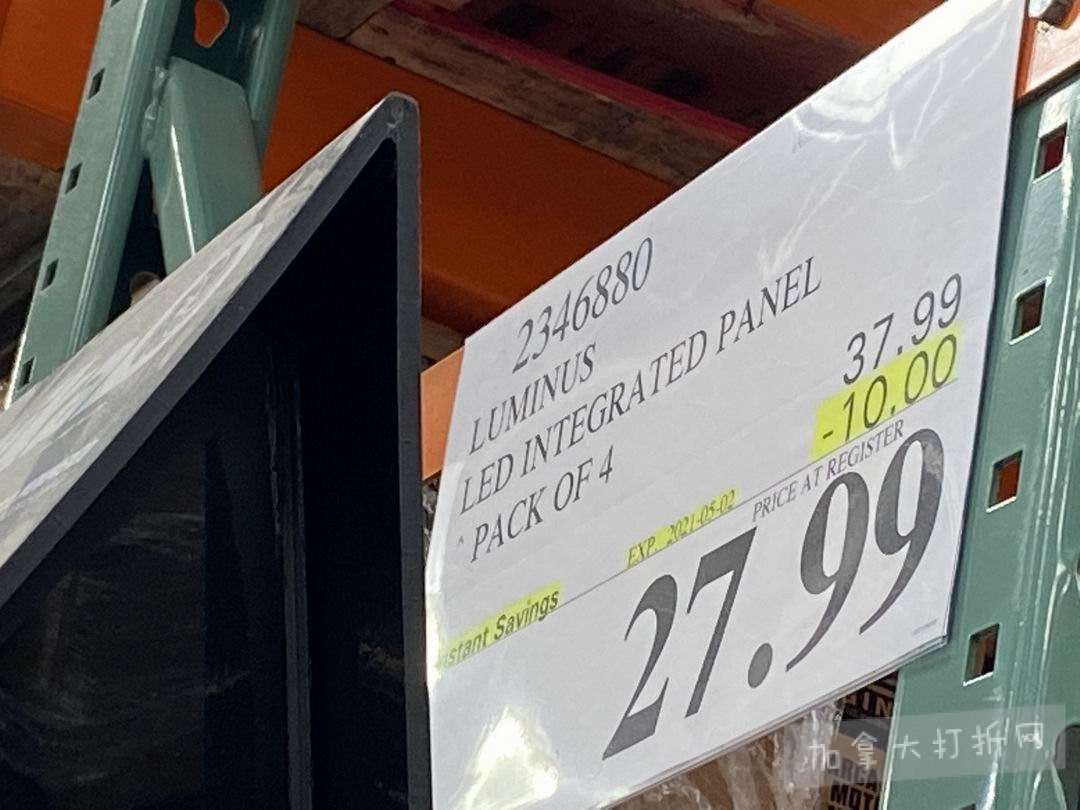 2346880
LUMINUS
LED INTEGRATED PANEL
^ PACK OF 4
37.99
-10.00
EXP. 2021-05-02
PRICE AT REGISTER
Savings
27.99
加拿大打折网